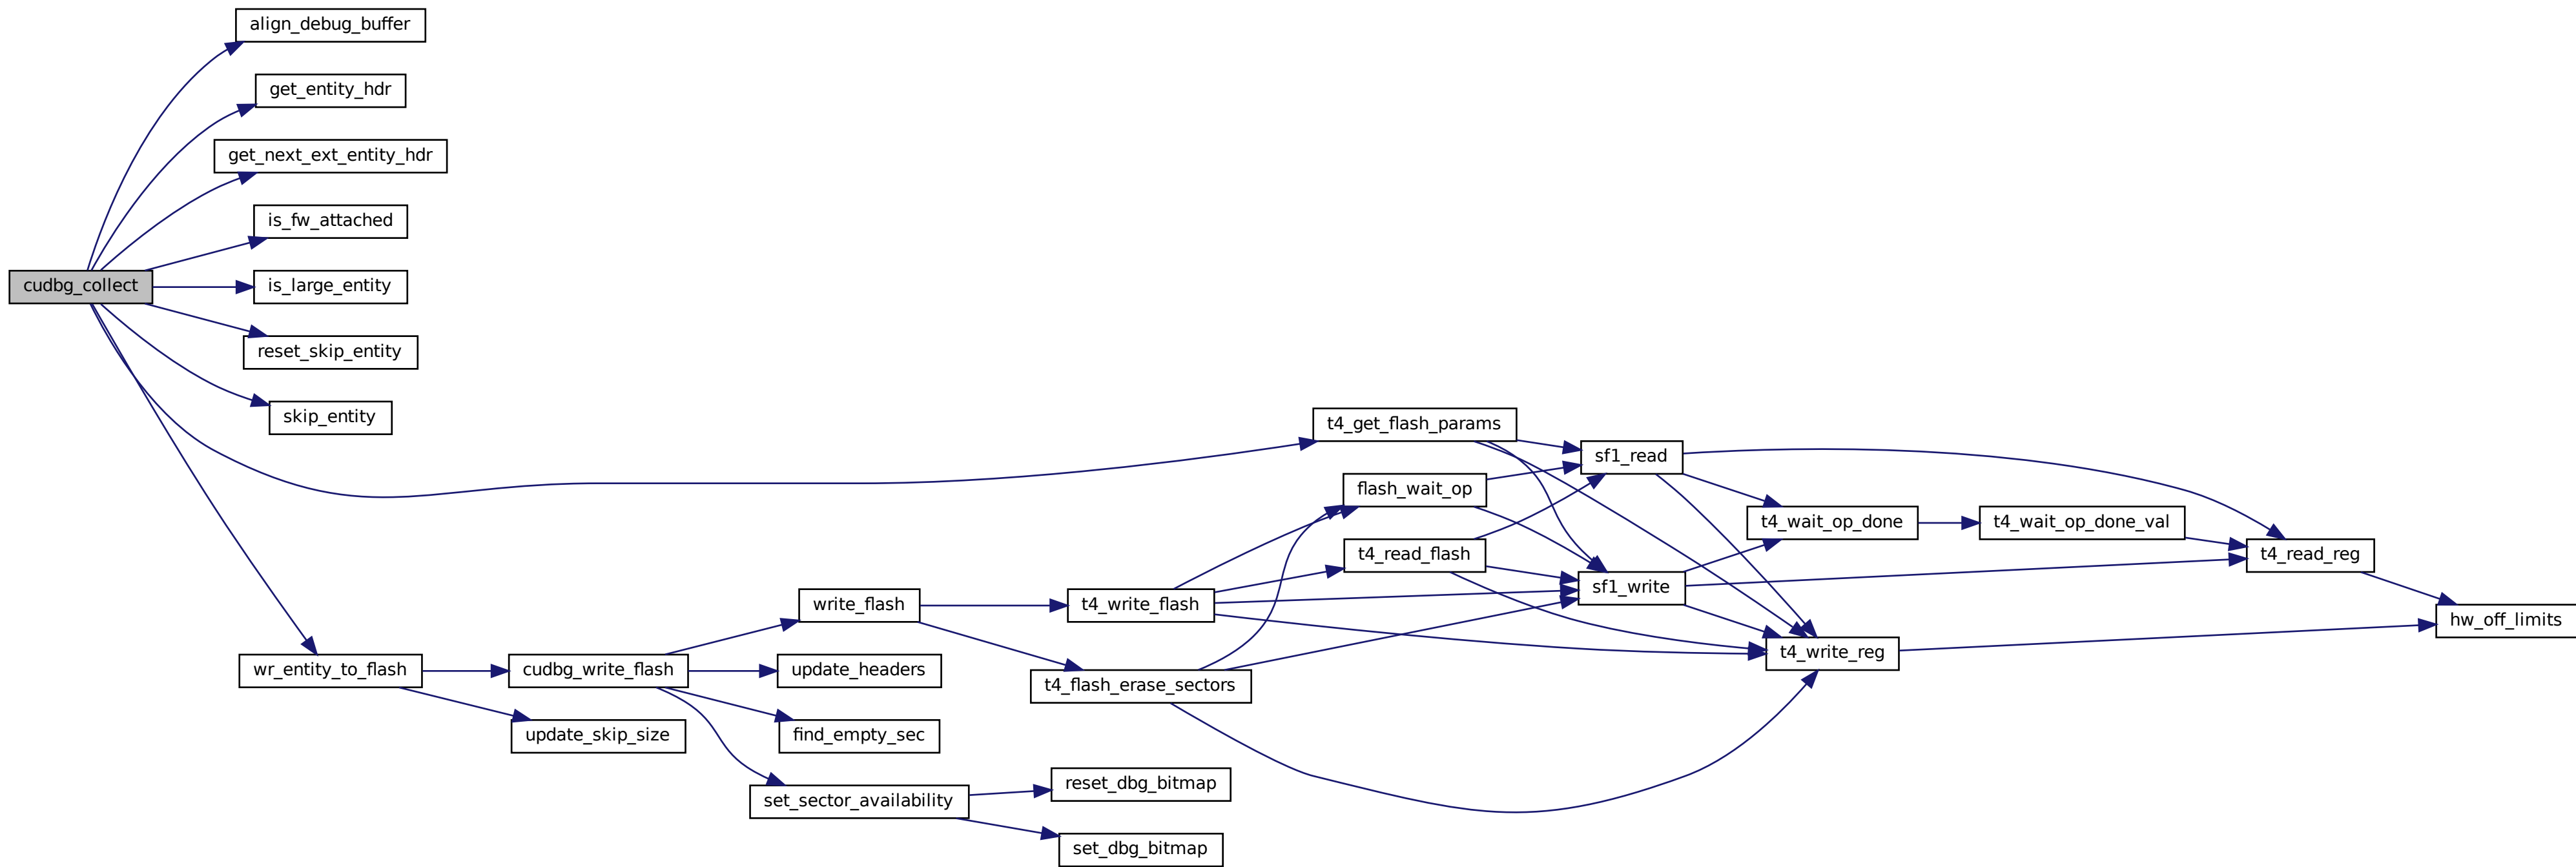 align_debug_buffer
get_entity_hdr
get_next_ext_entity_hdr
is_fw_attached
cudbg_collect
is_large_entity
reset_skip_entity
skip_entity
t4_get_flash_params
sf1_read
flash_wait_op
t4_wait_op_done
t4_wait_op_done_val
t4_read_flash
t4_read_reg
sf1_write
write_flash
t4_write_flash
hw_off_limits
t4_write_reg
wr_entity_to_flash
cudbg_write_flash
update_headers
t4_flash_erase_sectors
update_skip_size
find_empty_sec
reset_dbg_bitmap
set_sector_availability
set_dbg_bitmap